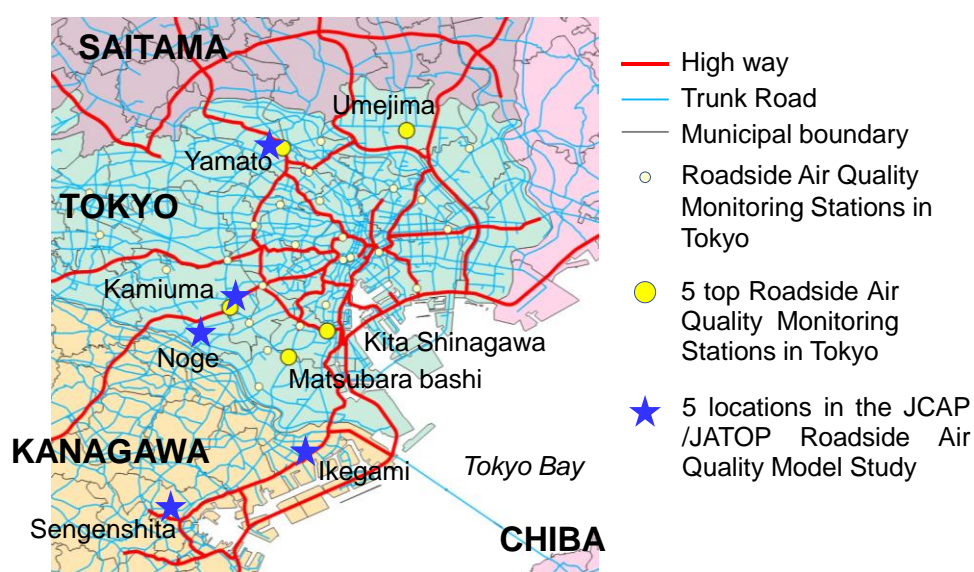 SAITAMA
Umejima
Yamato
TOKYO
Kamiuma
Noge
Kita Shinagawa
Matsubara bashi
KANAGAWA
Ikegami
Tokyo Bay
Sengenshita
CHIBA
High way
Trunk Road
Municipal boundary
Roadside Air Quality
Monitoring Stations in
Tokyo
5 top Roadside Air
Quality Monitoring
Stations in Tokyo
5 locations in the JCAP
/JATOP Roadside Air
Quality Model Study